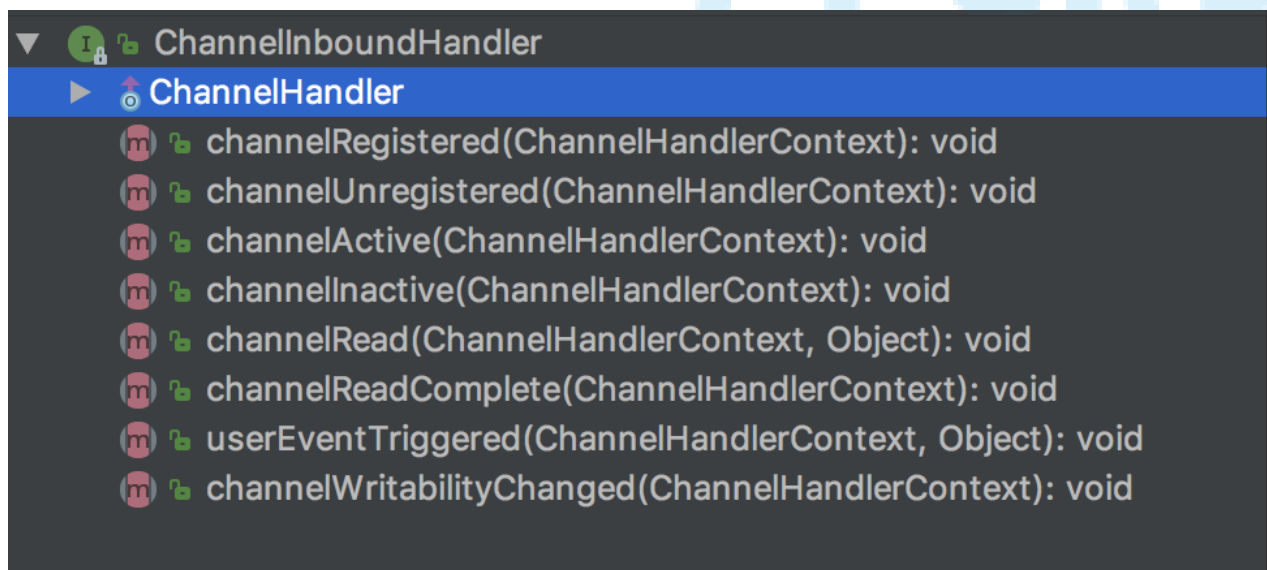 ChannelInboundHandler
ChannelHandler
channelRegistered(ChannelHandlerContext): void
channelUnregistered(ChannelHandlerContext): void
channelActive(ChannelHandlerContext): void
channelInactive(ChannelHandlerContext): void
channelRead(ChannelHandlerContext, Object): void
channelReadComplete(ChannelHandlerContext): void
userEventTriggered(ChannelHandlerContext, Object): void
channelWritabilityChanged(ChannelHandlerContext): void